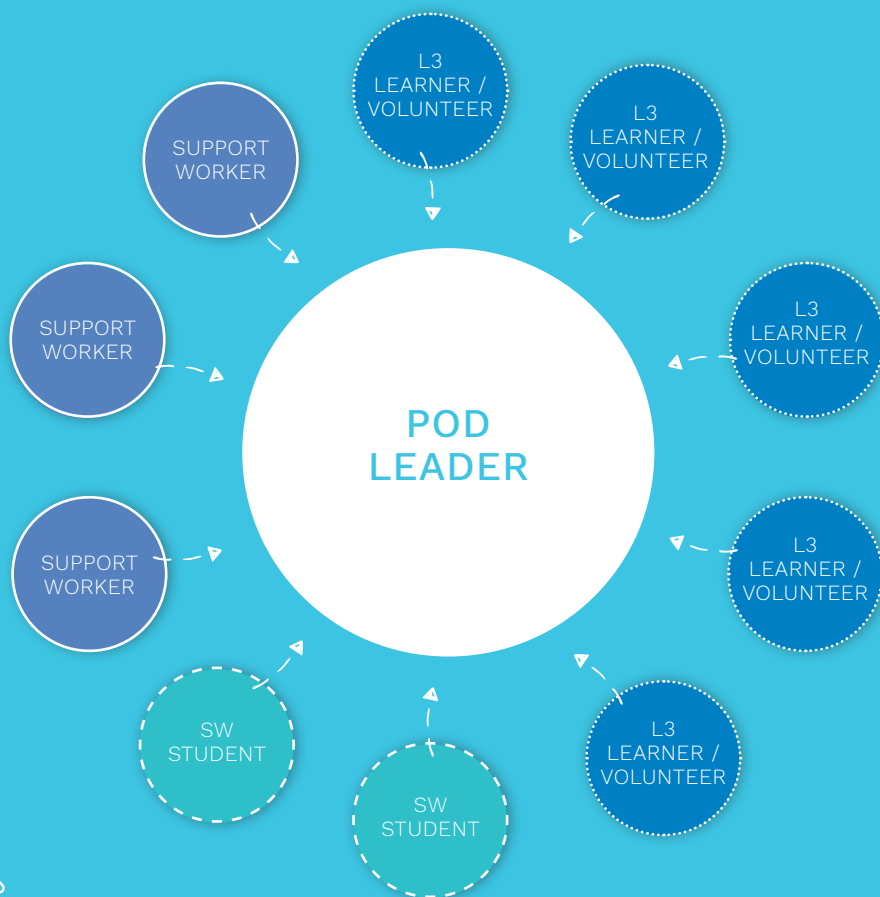 L3
LEARNER /
VOLUNTEER
L3
LEARNER /
VOLUNTEER
SUPPORT
WORKER
L3
LEARNER /
VOLUNTEER
SUPPORT
WORKER
POD
LEADER
L3
LEARNER /
VOLUNTEER
SUPPORT
WORKER
L3
LEARNER /
VOLUNTEER
SW
STUDENT
SW
STUDENT